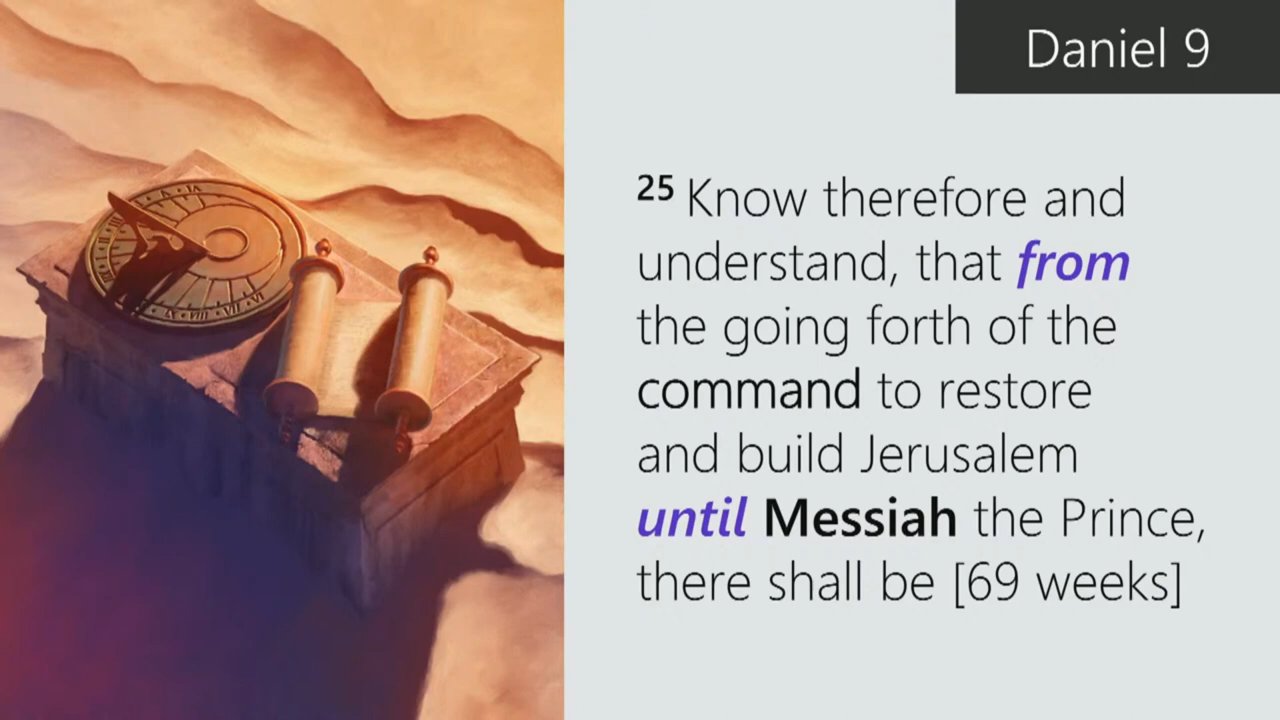 Daniel 9
25 Know therefore and
understand, that from
the going forth of the
command to restore
and build Jerusalem
until Messiah the Prince,
there shall be [69 weeks]